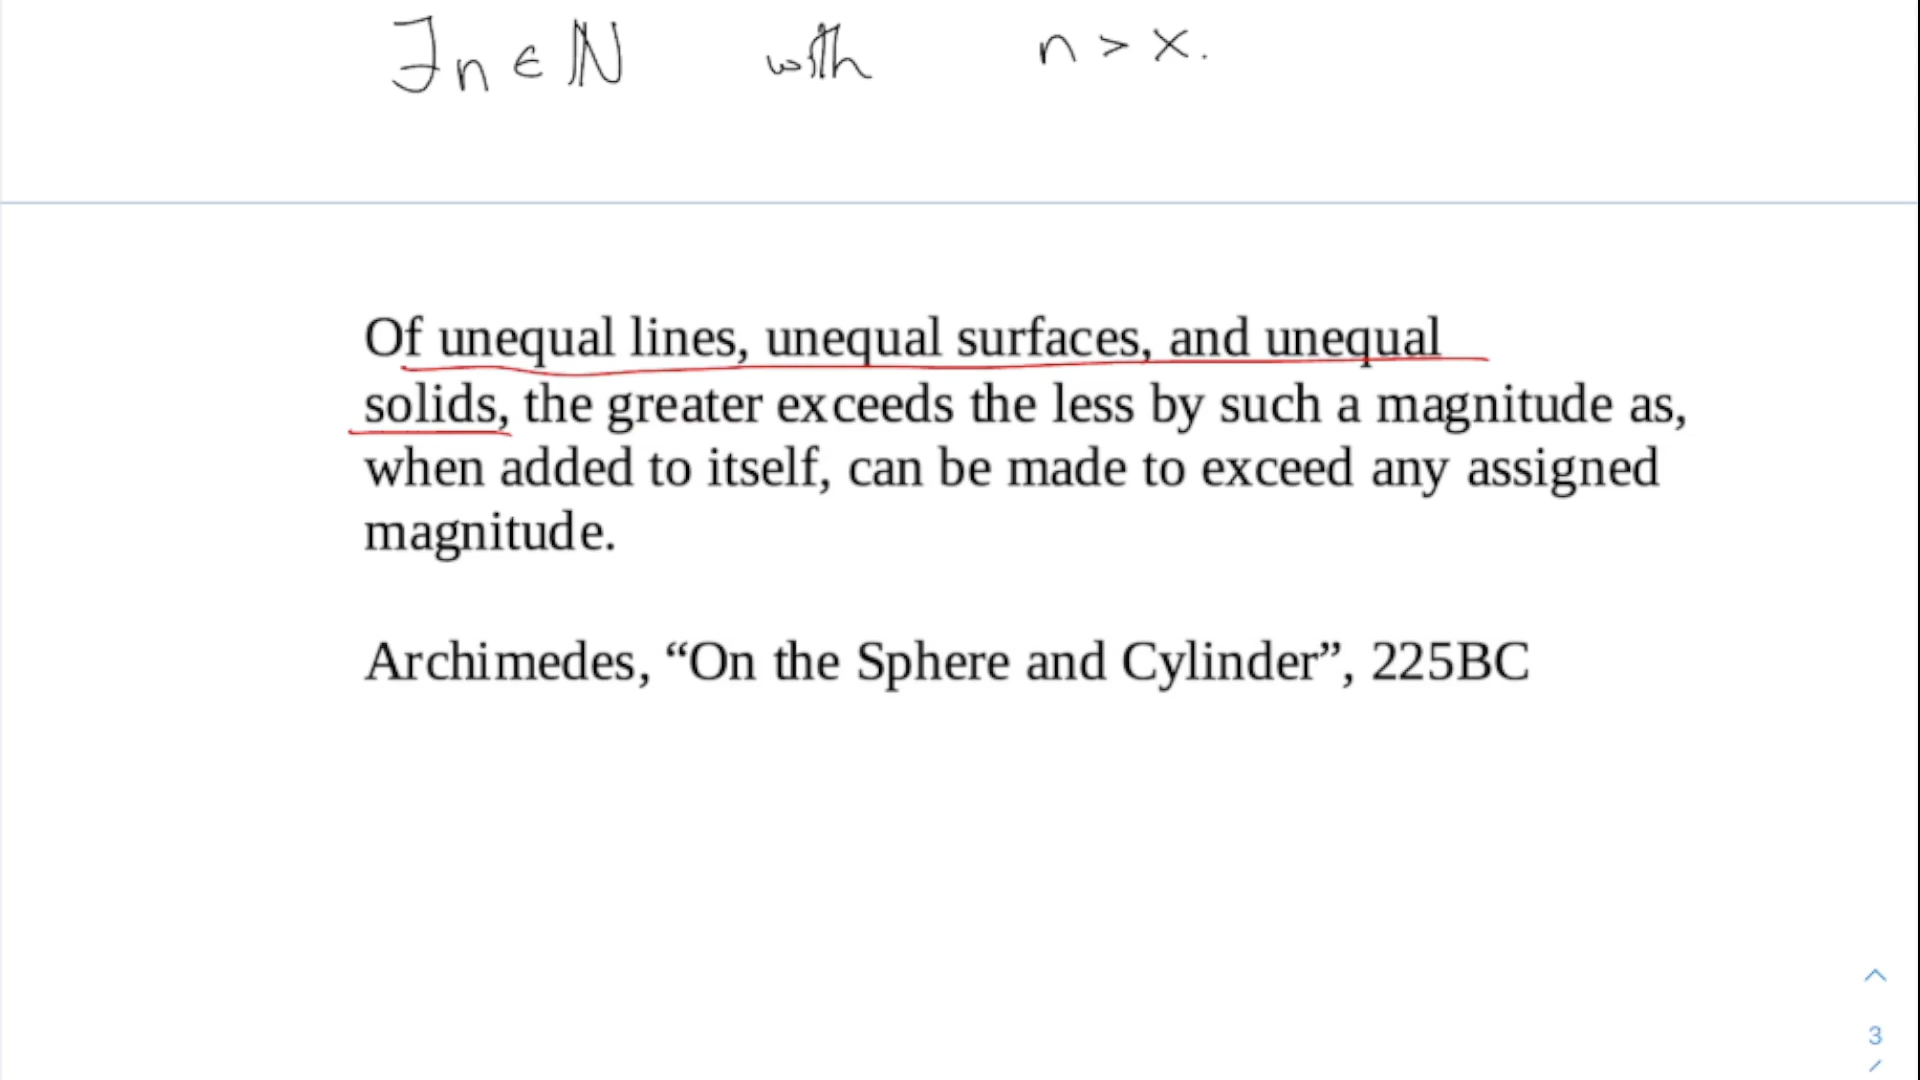 ∃n ∈ ℕ with n > x.
Of unequal lines, unequal surfaces, and unequal
solids, the greater exceeds the less by such a magnitude as,
when added to itself, can be made to exceed any assigned
magnitude.
Archimedes, “On the Sphere and Cylinder”, 225BC
3